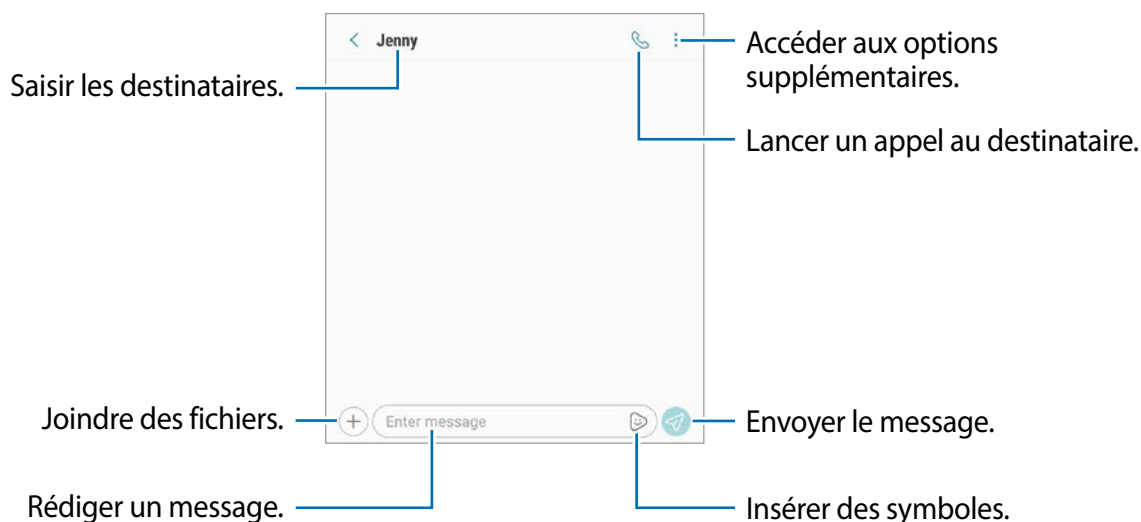 Jenny
Accéder aux options
supplémentaires.
Saisir les destinataires.
Lancer un appel au destinataire.
Joindre des fichiers.
Enter message
Envoyer le message.
Rédiger un message.
Insérer des symboles.